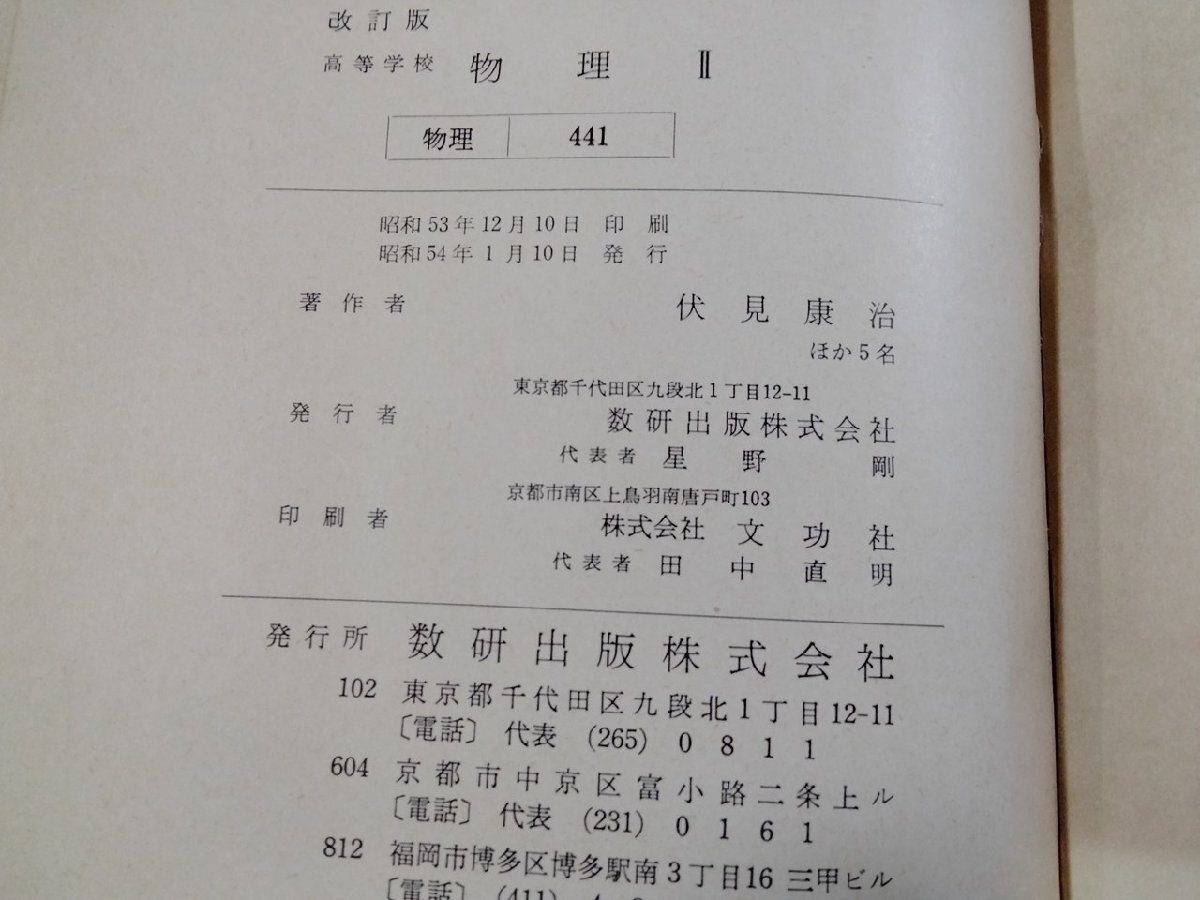 改訂版
高等学校 物理 Ⅱ
物理 441
昭和53年12月10日 印刷
昭和54年1月10日 発行
著作者 伏見康治
ほか5名
東京都千代田区九段北1丁目12-11
発行者 数研出版株式会社
代表者 星野剛
京都市南区上鳥羽南唐戸町103
印刷者 株式会社 文功社
代表者 田中直明
発行所 数研出版株式会社
102 東京都千代田区九段北1丁目12-11
〔電話〕代表 (265) 0811
604 京都市中京区富小路二条上ル
〔電話〕代表 (231) 0161
812 福岡市博多区博多駅南3丁目16 三甲ビル
〔電話〕 (411)